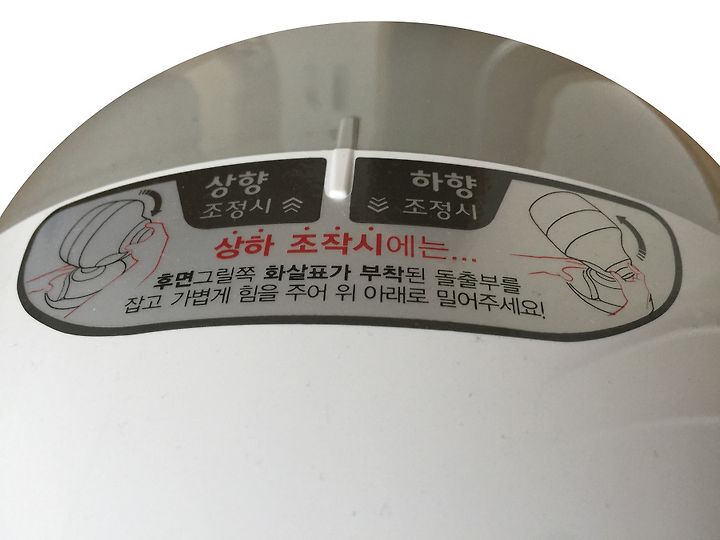 상향
조정시
하향
조정시
상하 조작시에는...
후면그릴쪽 화살표가 부착된 돌출부를
잡고 가볍게 힘을 주어 위 아래로 밀어주세요!